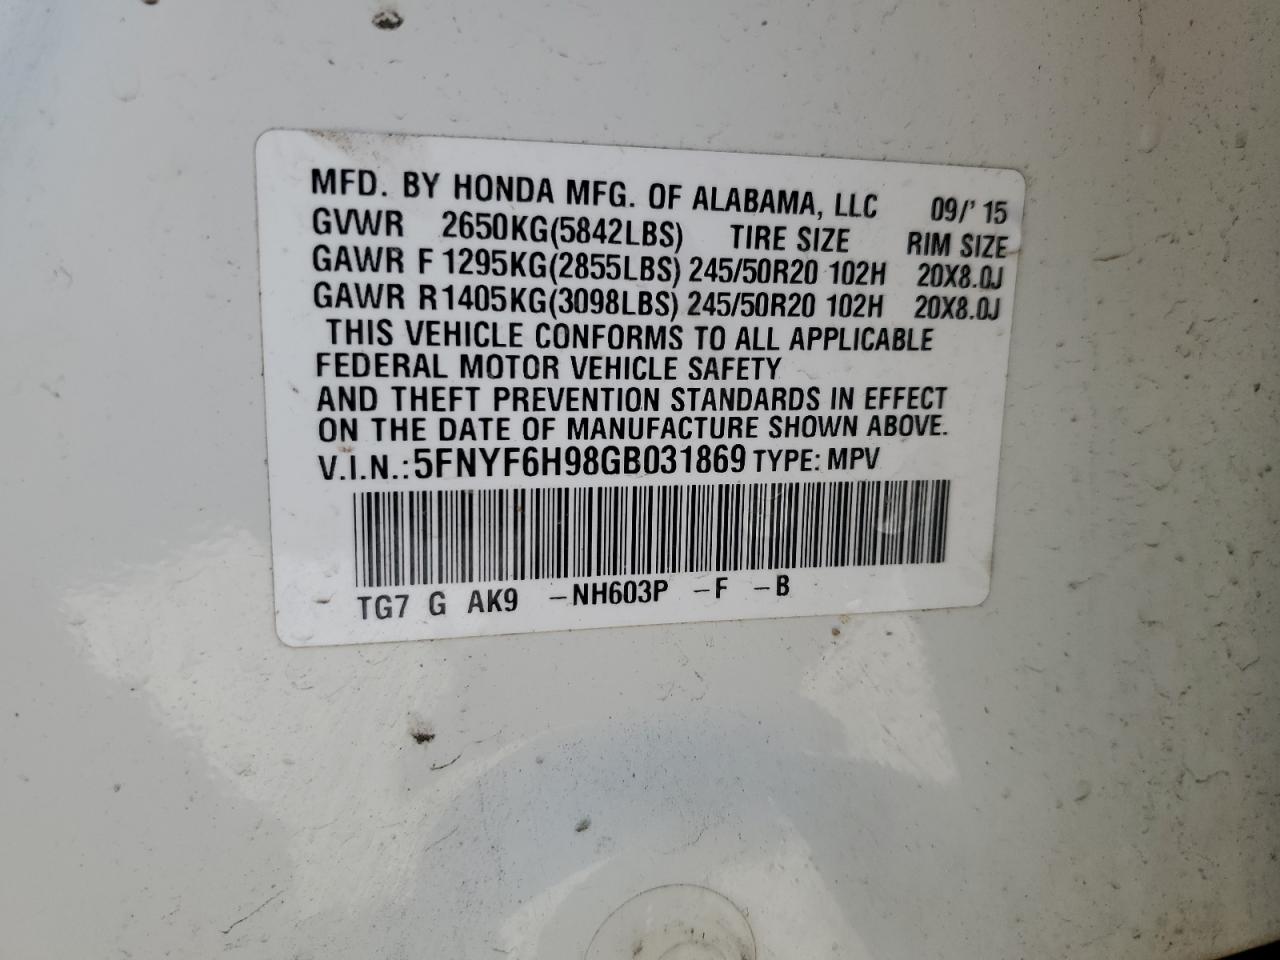 MFD. BY HONDA MFG. OF ALABAMA, LLC 09/' 15
GVWR 2650KG(5842LBS) TIRE SIZE RIM SIZE
GAWR F 1295KG(2855LBS) 245/50R20 102H 20X8.0J
GAWR R1405KG(3098LBS) 245/50R20 102H 20X8.0J
THIS VEHICLE CONFORMS TO ALL APPLICABLE
FEDERAL MOTOR VEHICLE SAFETY
AND THEFT PREVENTION STANDARDS IN EFFECT
ON THE DATE OF MANUFACTURE SHOWN ABOVE.
V.I.N.: 5FNYF6H98GB031869 TYPE: MPV
TG7 G AK9 -NH603P -F -B